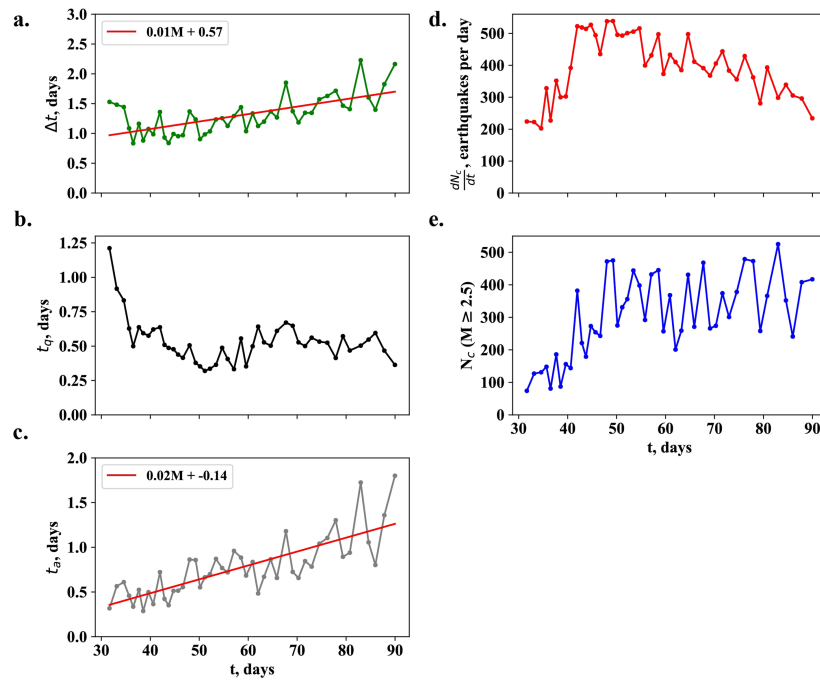 a.
3.0
2.5
2.0
1.5
1.0
0.5
0.0
Δt, days
0.01M + 0.57
b.
1.25
1.00
0.75
0.50
0.25
0.00
t_q, days
c.
2.0
1.5
1.0
0.5
0.0
t_a, days
0.02M + -0.14
30 40 50 60 70 80 90
t, days
d.
500
400
300
200
100
0
dN_c/dt, earthquakes per day
e.
500
400
300
200
100
0
N_c (M ≥ 2.5)
30 40 50 60 70 80 90
t, days